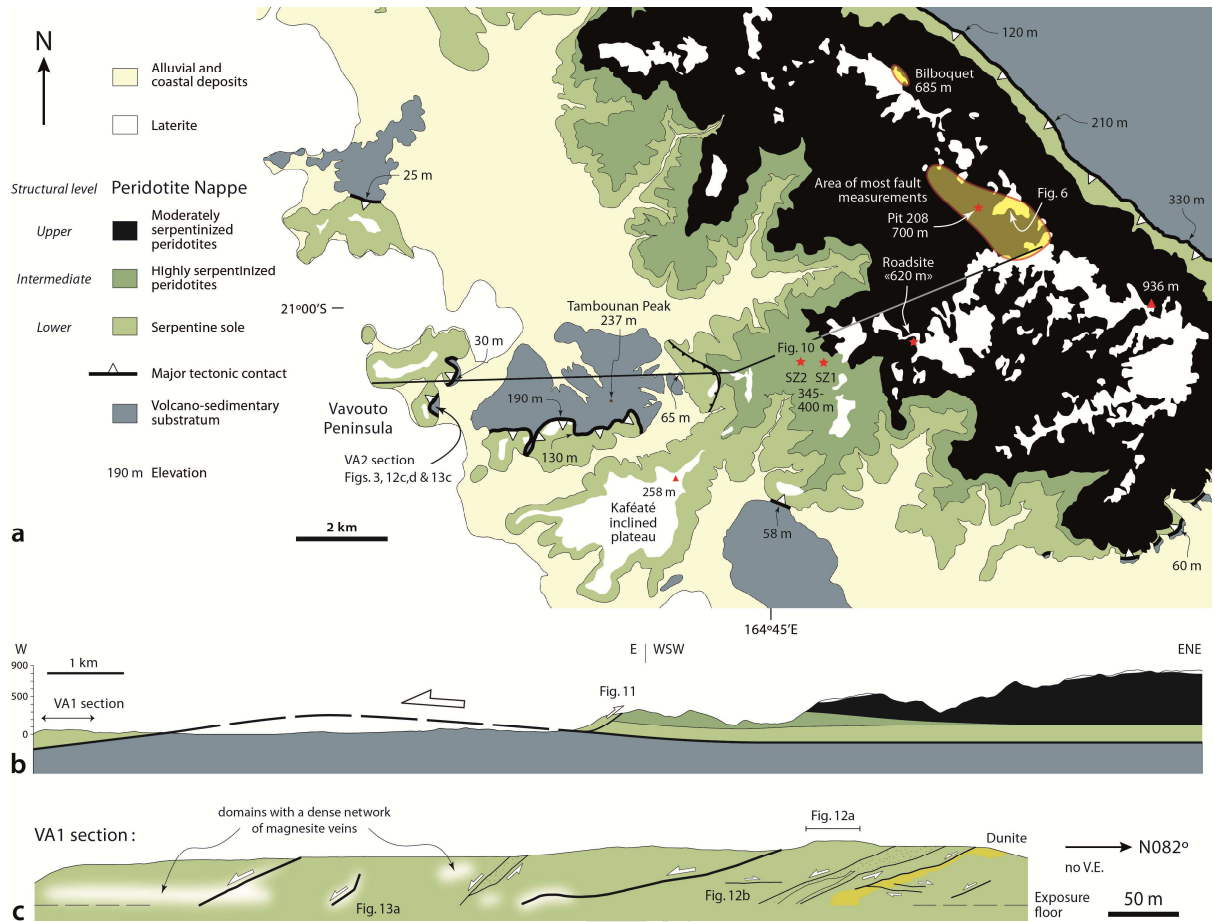 a
N
Alluvial and
coastal deposits
Laterite
Structural level
Peridotite Nappe
Upper
Moderately
serpentinized
peridotites
Intermediate
Highly serpentinized
peridotites
Lower
Serpentine sole
Major tectonic contact
Volcano-sedimentary
substratum
190 m Elevation
2 km
120 m
Bilboquet
685 m
210 m
25 m
Area of most fault
measurements
Fig. 6
Pit 208
700 m
330 m
Roadsite
«620 m»
936 m
21º00'S
Tambounan Peak
237 m
30 m
Fig. 10
SZ2
SZ1
345-
400 m
190 m
65 m
Vavouto
Peninsula
130 m
VA2 section
Figs. 3, 12c,d & 13c
258 m
Kaféaté
inclined
plateau
58 m
60 m
164º45'E
b
W
E
WSW
ENE
1 km
900
500
0
VA1 section
Fig. 11
c
VA1 section :
domains with a dense network
of magnesite veins
Fig. 12a
Dunite
N082º
no V.E.
Fig. 12b
Fig. 13a
Exposure
floor
50 m